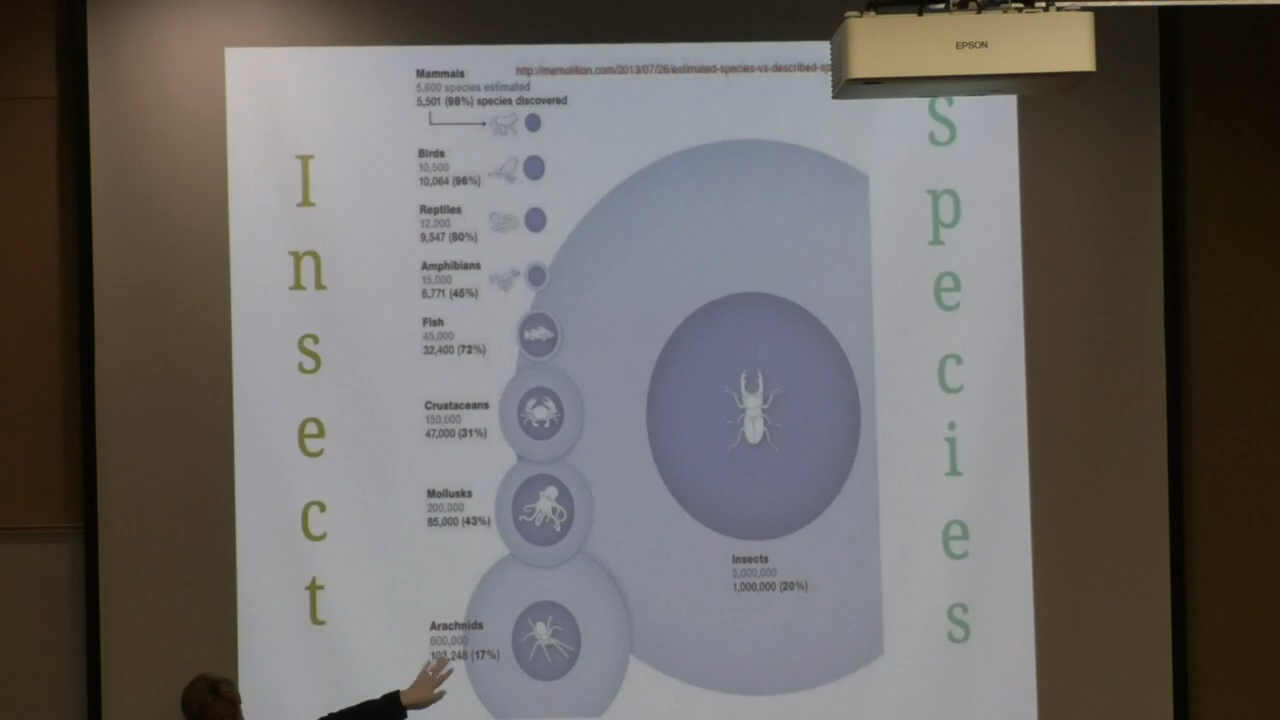 EPSON
http://memolition.com/2013/07/26/estimated-species-vs-described-sp
Insect
Species
Mammals
5,600 species estimated
5,501 (98%) species discovered
Birds
10,500
10,064 (96%)
Reptiles
12,000
9,547 (80%)
Amphibians
15,000
6,771 (45%)
Fish
45,000
32,400 (72%)
Crustaceans
150,000
47,000 (31%)
Mollusks
200,000
85,000 (43%)
Arachnids
600,000
102,248 (17%)
Insects
5,000,000
1,000,000 (20%)